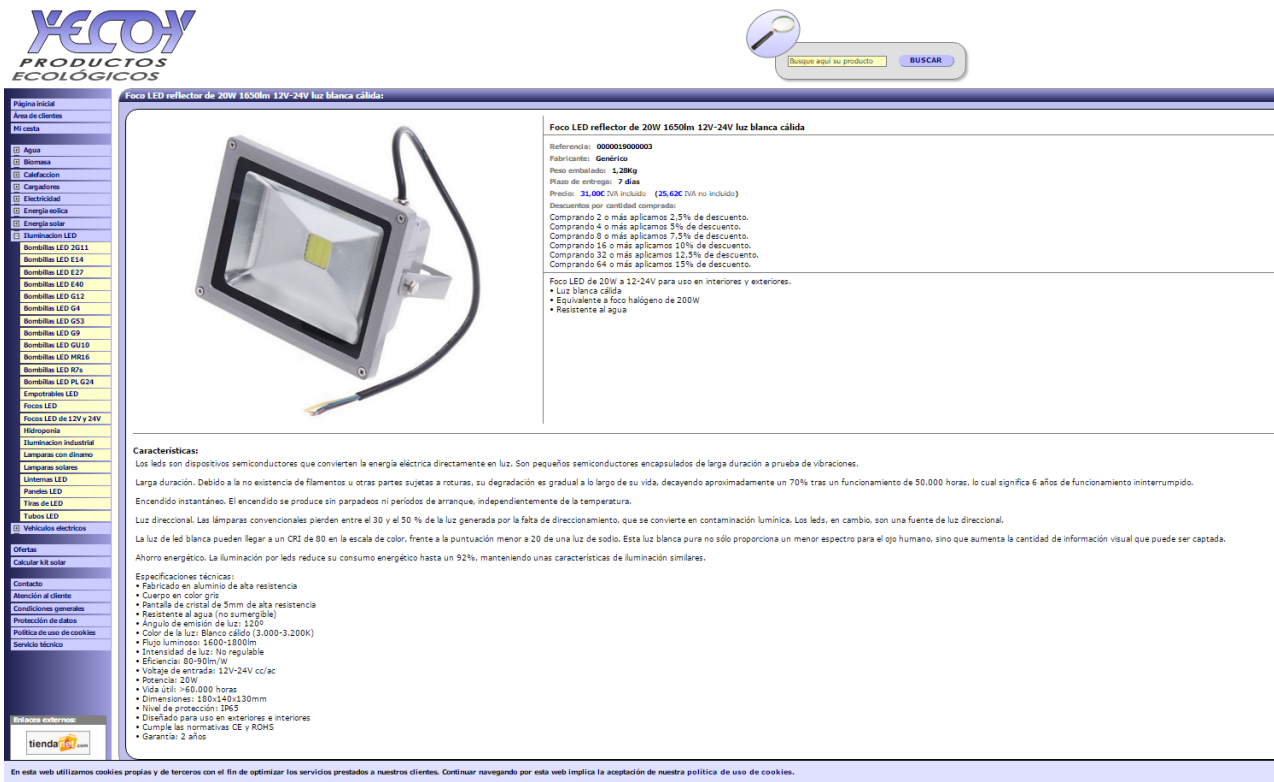 YECOY
PRODUCTOS
ECOLÓGICOS
Busque aqui su producto
BUSCAR
Página inicial
Área de clientes
Mi cesta
Agua
Biomasa
Calefaccion
Cargadores
Electricidad
Energia eolica
Energia solar
Iluminacion LED
Bombillas LED 2G11
Bombillas LED E14
Bombillas LED E27
Bombillas LED E40
Bombillas LED G12
Bombillas LED G4
Bombillas LED G53
Bombillas LED G9
Bombillas LED GU10
Bombillas LED MR16
Bombillas LED R7s
Bombillas LED PL G24
Empotrables LED
Focos LED
Focos LED de 12V y 24V
Hidroponia
Iluminacion industrial
Lamparas con dinamo
Lamparas solares
Linternas LED
Paneles LED
Tiras de LED
Tubos LED
Vehiculos electricos
Ofertas
Calcular kit solar
Contacto
Atención al cliente
Condiciones generales
Protección de datos
Política de uso de cookies
Servicio técnico
Enlaces externos:
tiendanet.com
Foco LED reflector de 20W 1650lm 12V-24V luz blanca cálida:
Foco LED reflector de 20W 1650lm 12V-24V luz blanca cálida
Referencia: 0000019000003
Fabricante: Genérico
Peso embalado: 1,28Kg
Plazo de entrega: 7 días
Precio: 31,00€ IVA incluido (25,62€ IVA no incluido)
Descuentos por cantidad comprada:
Comprando 2 o más aplicamos 2,5% de descuento.
Comprando 4 o más aplicamos 5% de descuento.
Comprando 8 o más aplicamos 7,5% de descuento.
Comprando 16 o más aplicamos 10% de descuento.
Comprando 32 o más aplicamos 12,5% de descuento.
Comprando 64 o más aplicamos 15% de descuento.
Foco LED de 20W a 12-24V para uso en interiores y exteriores.
• Luz blanca cálida
• Equivalente a foco halógeno de 200W
• Resistente al agua
Características:
Los leds son dispositivos semiconductores que convierten la energía eléctrica directamente en luz. Son pequeños semiconductores encapsulados de larga duración a prueba de vibraciones.
Larga duración. Debido a la no existencia de filamentos u otras partes sujetas a roturas, su degradación es gradual a lo largo de su vida, decayendo aproximadamente un 70% tras un funcionamiento de 50.000 horas, lo cual significa 6 años de funcionamiento ininterrumpido.
Encendido instantáneo. El encendido se produce sin parpadeos ni períodos de arranque, independientemente de la temperatura.
Luz direccional. Las lámparas convencionales pierden entre el 30 y el 50 % de la luz generada por la falta de direccionamiento, que se convierte en contaminación lumínica. Los leds, en cambio, son una fuente de luz direccional.
La luz de led blanca pueden llegar a un CRI de 80 en la escala de color, frente a la puntuación menor a 20 de una luz de sodio. Esta luz blanca pura no sólo proporciona un menor espectro para el ojo humano, sino que aumenta la cantidad de información visual que puede ser captada.
Ahorro energético. La iluminación por leds reduce su consumo energético hasta un 92%, manteniendo unas características de iluminación similares.
Especificaciones técnicas:
• Fabricado en aluminio de alta resistencia
• Cuerpo en color gris
• Pantalla de cristal de 5mm de alta resistencia
• Resistente al agua (no sumergible)
• Ángulo de emisión de luz: 120º
• Color de la luz: Blanco cálido (3.000-3.200K)
• Flujo luminoso: 1600-1800lm
• Intensidad de luz: No regulable
• Eficiencia: 80-90lm/W
• Voltaje de entrada: 12V-24V cc/ac
• Potencia: 20W
• Vida útil: >60.000 horas
• Dimensiones: 180x140x130mm
• Nivel de protección: IP65
• Diseñado para uso en exteriores e interiores
• Cumple las normativas CE y ROHS
• Garantía: 2 años
En esta web utilizamos cookies propias y de terceros con el fin de optimizar los servicios prestados a nuestros clientes. Continuar navegando por esta web implica la aceptación de nuestra política de uso de cookies.